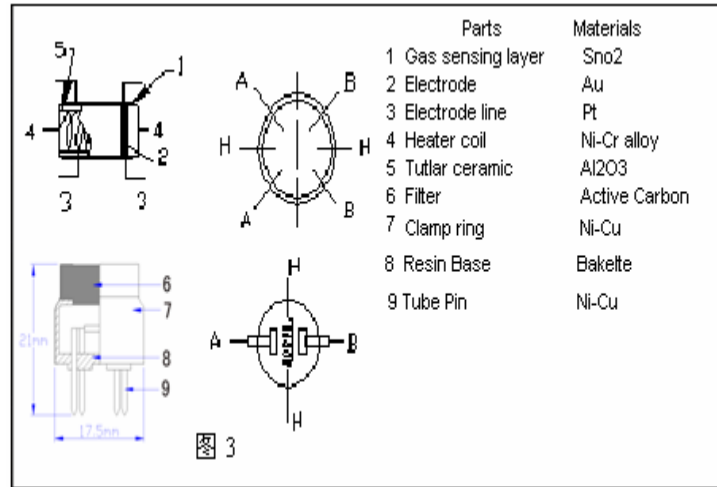 Parts Materials
1 Gas sensing layer Sno2
2 Electrode Au
3 Electrode line Pt
4 Heater coil Ni-Cr alloy
5 Tutlar ceramic Al2O3
6 Filter Active Carbon
7 Clamp ring Ni-Cu
8 Resin Base Bakelte
9 Tube Pin Ni-Cu
5
1
4 4
2
3 3
A B
H H
A B
6
7
21mm
8
9
17.5mm
H
A B
H
图 3